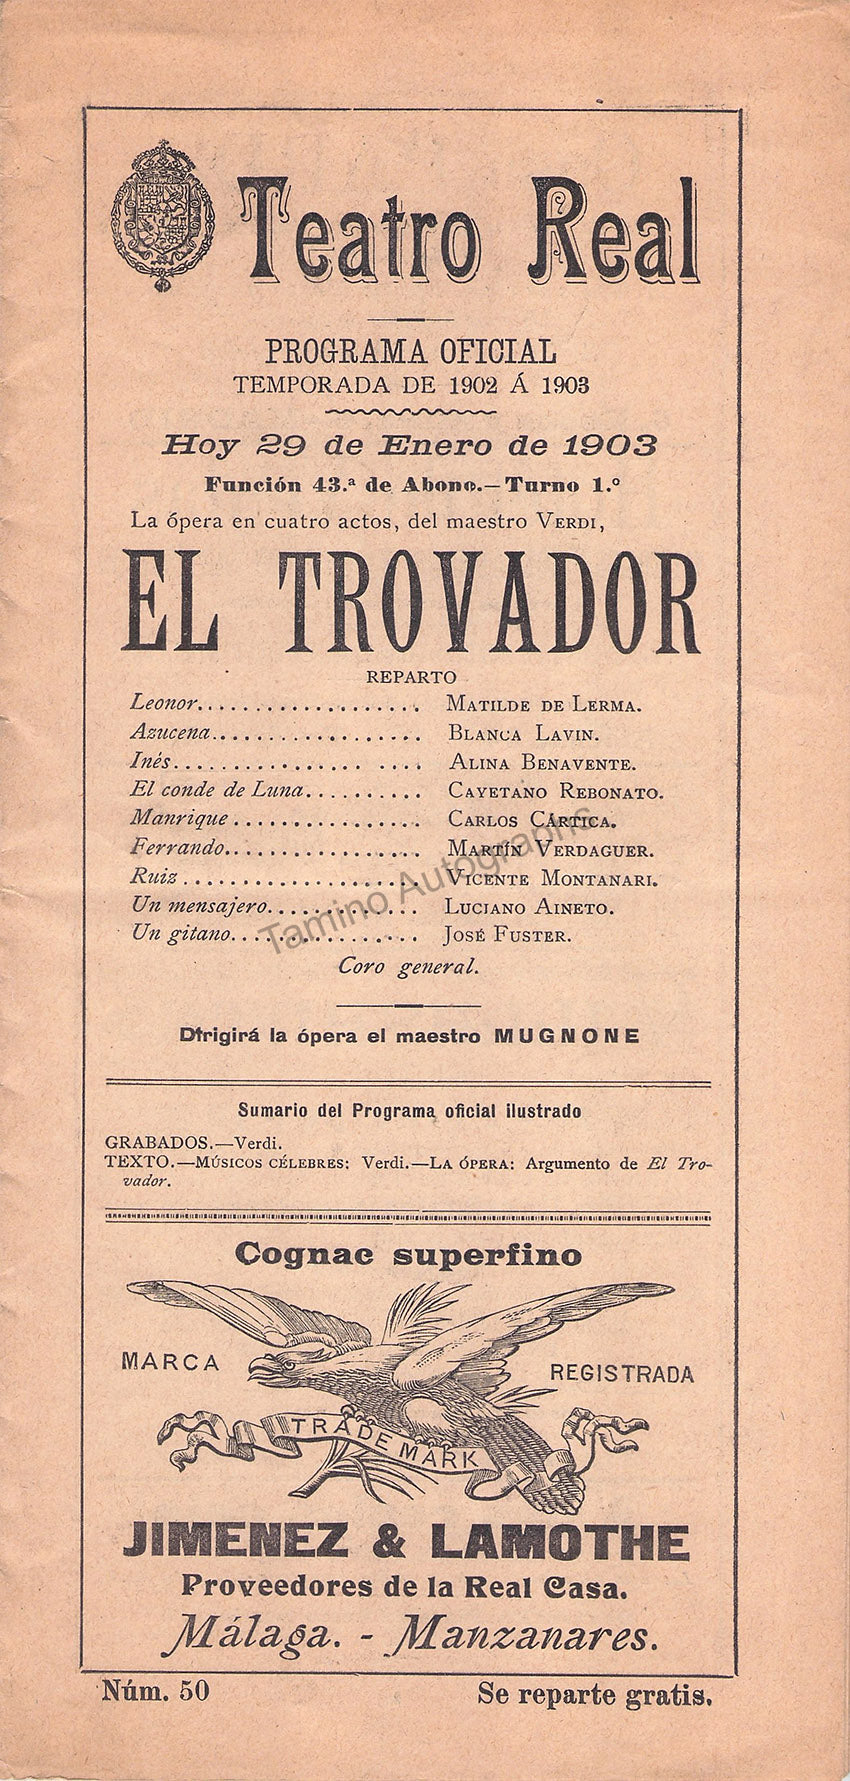 Teatro Real
PROGRAMA OFICIAL
TEMPORADA DE 1902 Á 1903
Hoy 29 de Enero de 1903
Función 43.ª de Abono.—Turno 1.º
La ópera en cuatro actos, del maestro VERDI,
EL TROVADOR
REPARTO
Leonor.................... MATILDE DE LERMA.
Azucena.................. BLANCA LAVIN.
Inés................... .... ALINA BENAVENTE.
El conde de Luna.......... CAYETANO REBONATO.
Manrique................. CARLOS CÁRTICA.
Ferrando.................. MARTÍN VERDAGUER.
Ruiz..................... VICENTE MONTANARI.
Un mensajero............. LUCIANO AINETO.
Un gitano................ JOSÉ FUSTER.
Coro general.
Dirigirá la ópera el maestro MUGNONE
Sumario del Programa oficial ilustrado
GRABADOS.—Verdi.
TEXTO.—MÚSICOS CÉLEBRES: Verdi.—LA ÓPERA: Argumento de El Tro-
vador.
Cognac superfino
MARCA REGISTRADA
TRADE MARK
JIMENEZ & LAMOTHE
Proveedores de la Real Casa.
Málaga. - Manzanares.
Núm. 50 Se reparte gratis.
Tamino Autographs